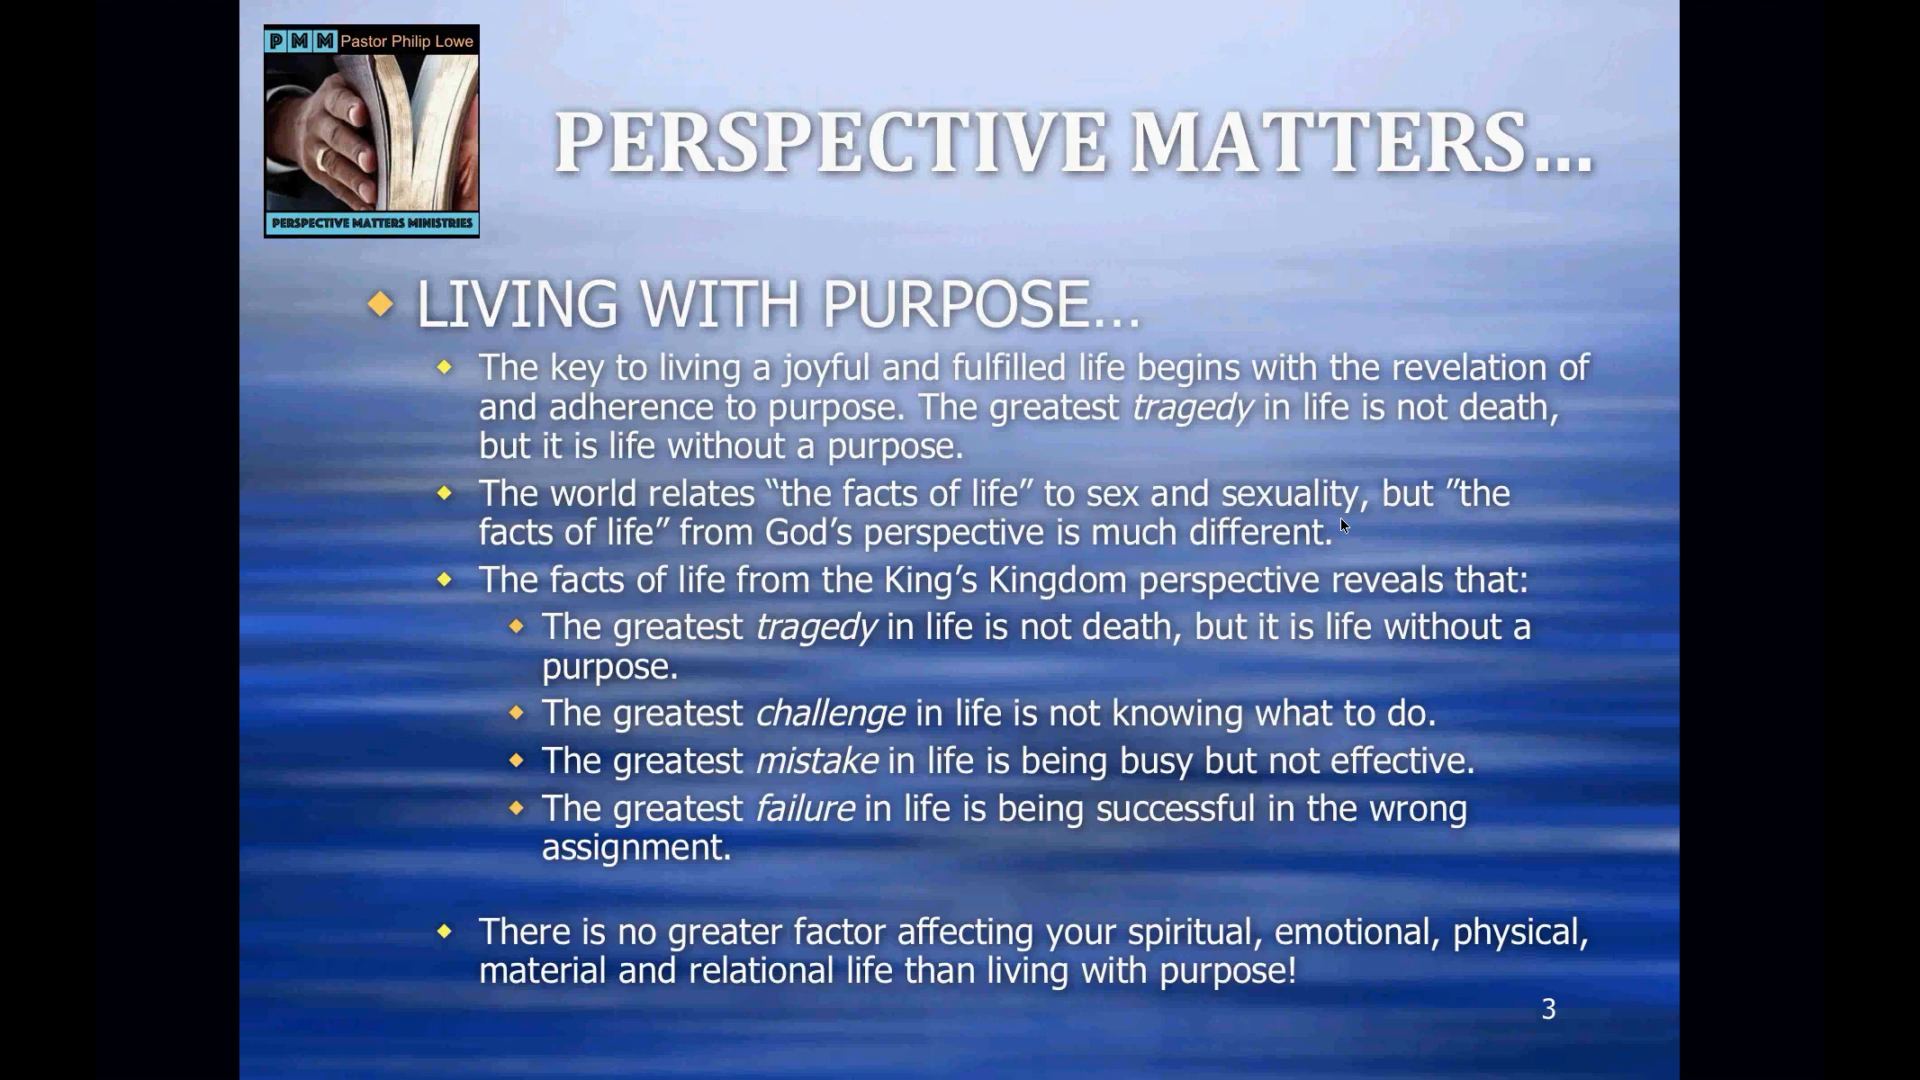 PMM Pastor Philip Lowe
PERSPECTIVE MATTERS MINISTRIES
PERSPECTIVE MATTERS...
LIVING WITH PURPOSE...
The key to living a joyful and fulfilled life begins with the revelation of
and adherence to purpose. The greatest tragedy in life is not death,
but it is life without a purpose.
The world relates “the facts of life” to sex and sexuality, but ”the
facts of life” from God’s perspective is much different.
The facts of life from the King’s Kingdom perspective reveals that:
The greatest tragedy in life is not death, but it is life without a
purpose.
The greatest challenge in life is not knowing what to do.
The greatest mistake in life is being busy but not effective.
The greatest failure in life is being successful in the wrong
assignment.
There is no greater factor affecting your spiritual, emotional, physical,
material and relational life than living with purpose!
3